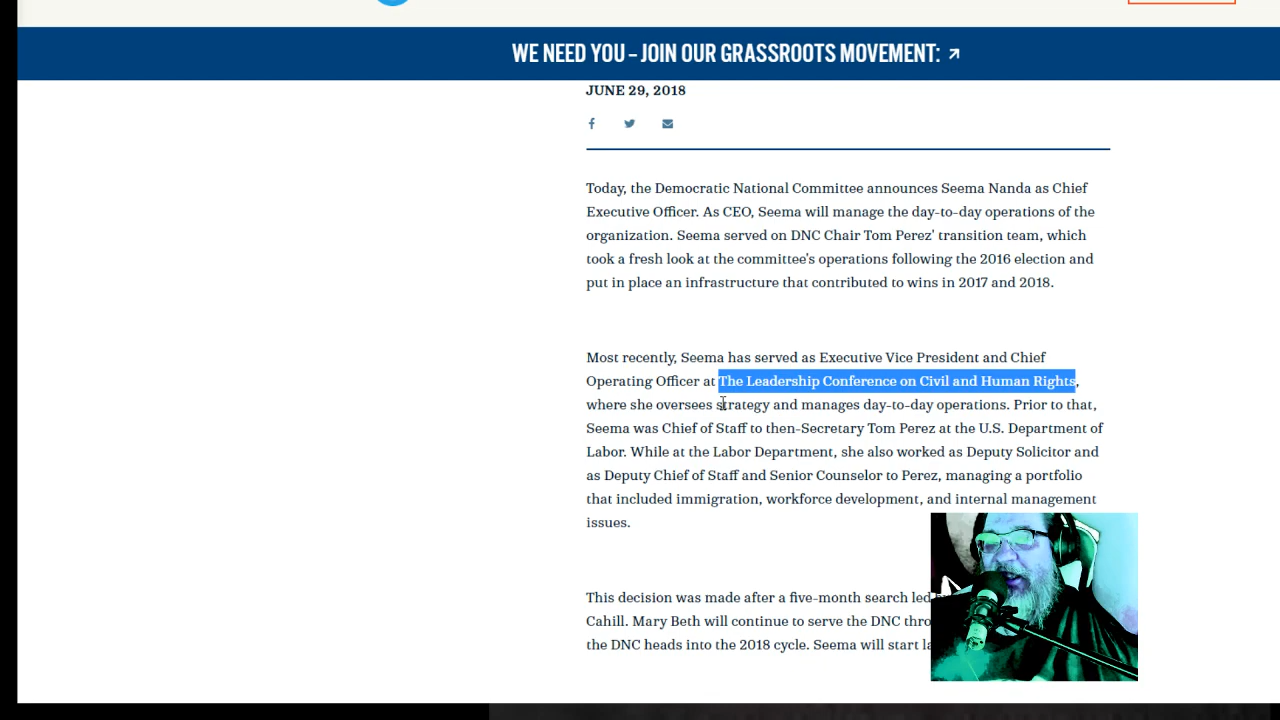 WE NEED YOU – JOIN OUR GRASSROOTS MOVEMENT:
JUNE 29, 2018
Today, the Democratic National Committee announces Seema Nanda as Chief
Executive Officer. As CEO, Seema will manage the day-to-day operations of the
organization. Seema served on DNC Chair Tom Perez' transition team, which
took a fresh look at the committee's operations following the 2016 election and
put in place an infrastructure that contributed to wins in 2017 and 2018.
Most recently, Seema has served as Executive Vice President and Chief
Operating Officer at The Leadership Conference on Civil and Human Rights,
where she oversees strategy and manages day-to-day operations. Prior to that,
Seema was Chief of Staff to then-Secretary Tom Perez at the U.S. Department of
Labor. While at the Labor Department, she also worked as Deputy Solicitor and
as Deputy Chief of Staff and Senior Counselor to Perez, managing a portfolio
that included immigration, workforce development, and internal management
issues.
This decision was made after a five-month search led
Cahill. Mary Beth will continue to serve the DNC
the DNC heads into the 2018 cycle. Seema will start